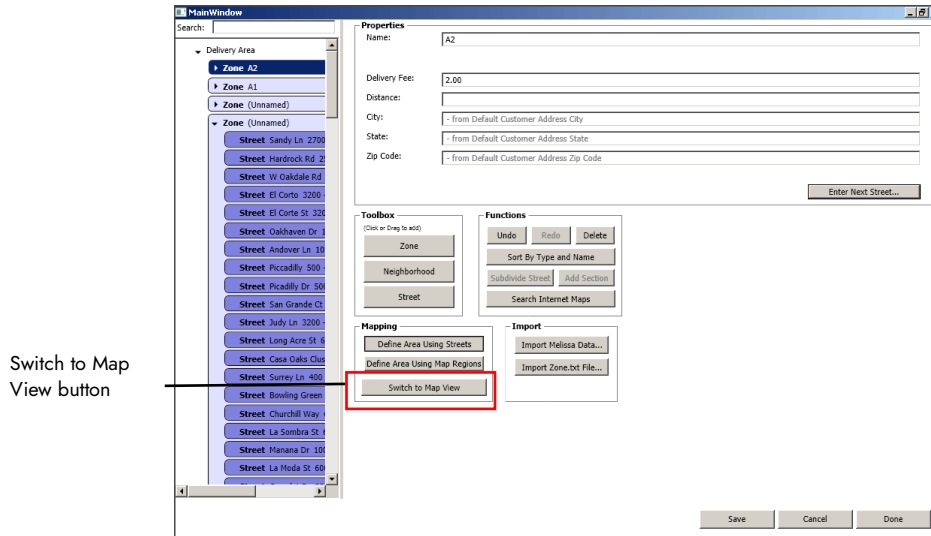 MainWindow
Search:
Delivery Area
Zone A2
Zone A1
Zone (Unnamed)
Zone (Unnamed)
Street Sandy Ln 2700
Street Hardrock Rd
Street W Oakdale Rd
Street El Corto 3200 -
Street El Corte St 320
Street Oakhaven Dr
Street Andover Ln 10
Street Piccadilly 500 -
Street Picadilly Dr 50
Street San Grande Ct
Street Judy Ln 3200 -
Street Long Acre St 6
Street Casa Oaks Clus
Street Surrey Ln 400
Street Bowling Green
Street Churchill Way
Street La Sombra St
Street Manana Dr 100
Street La Moda St 60
Properties
Name:
A2
Delivery Fee:
2.00
Distance:
City:
- from Default Customer Address City
State:
- from Default Customer Address State
Zip Code:
- from Default Customer Address Zip Code
Enter Next Street...
Toolbox
(Click or Drag to add)
Zone
Neighborhood
Street
Functions
Undo Redo Delete
Sort By Type and Name
Subdivide Street Add Section
Search Internet Maps
Mapping
Define Area Using Streets
Define Area Using Map Regions
Switch to Map View
Import
Import Melissa Data...
Import Zone.txt File...
Switch to Map
View button
Save Cancel Done